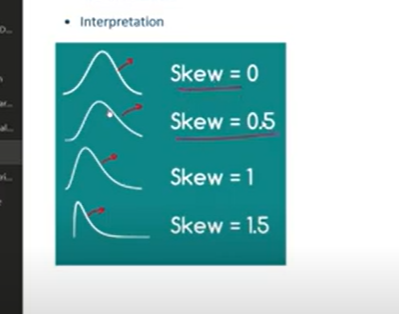 • Interpretation
Skew = 0
Skew = 0.5
Skew = 1
Skew = 1.5